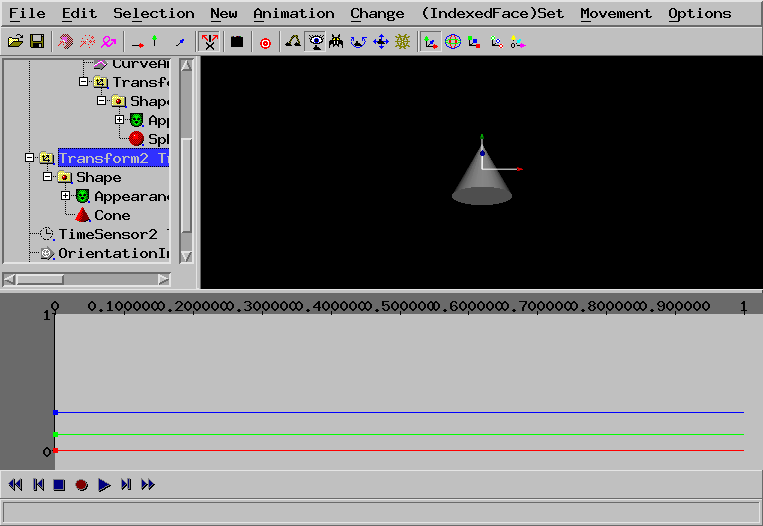 File Edit Selection New Animation Change (IndexedFace)Set Movement Options
CurveAn
Transfo
Shape
App
Sph
Transform2 Tr
Shape
Appearanc
Cone
TimeSensor2 T
OrientationIn
0 0.1000000.2000000.3000000.4000000.5000000.6000000.7000000.8000000.900000 1
1
0